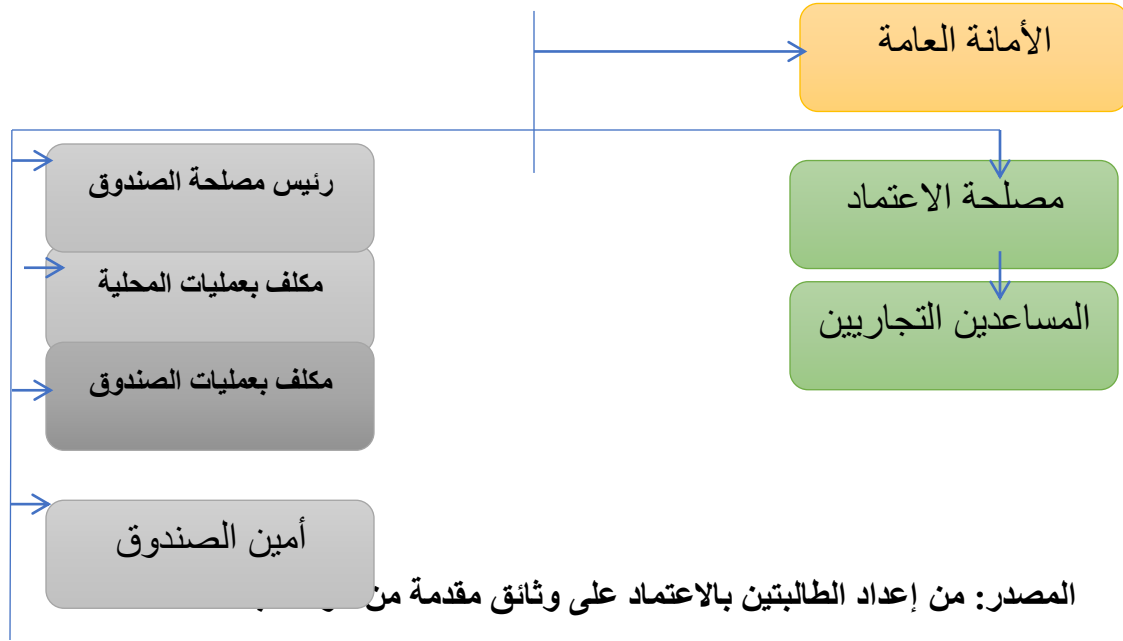 الأمانة العامة
مصلحة الاعتماد
المساعدين التجاريين
رئيس مصلحة الصندوق
مكلف بعمليات المحلية
مكلف بعمليات الصندوق
أمين الصندوق
المصدر: من إعداد الطالبتين بالاعتماد على وثائق مقدمة من